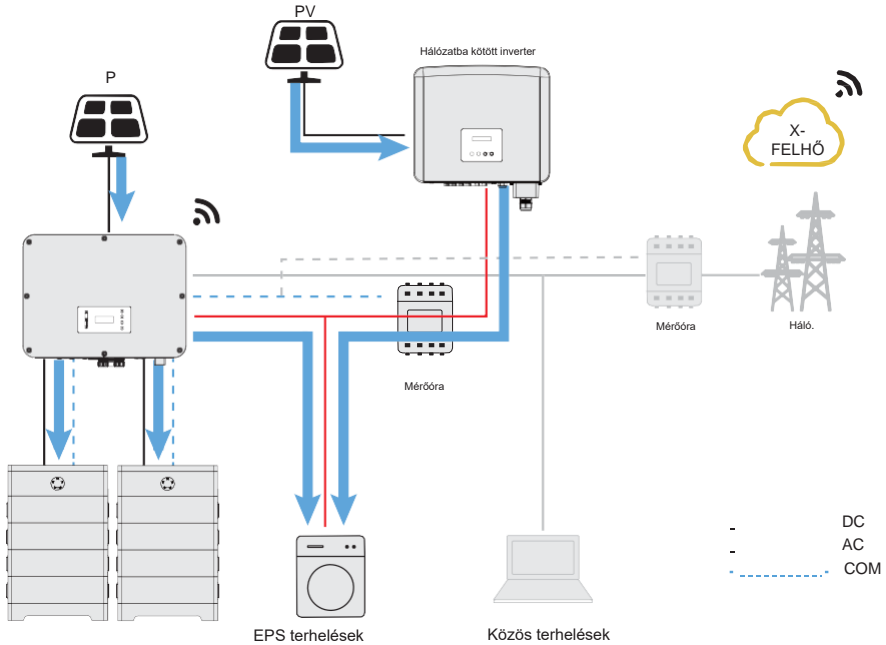 PV
Hálózatba kötött inverter
P
X-
FELHŐ
Mérőóra
Háló.
Mérőóra
DC
AC
COM
EPS terhelések
Közös terhelések